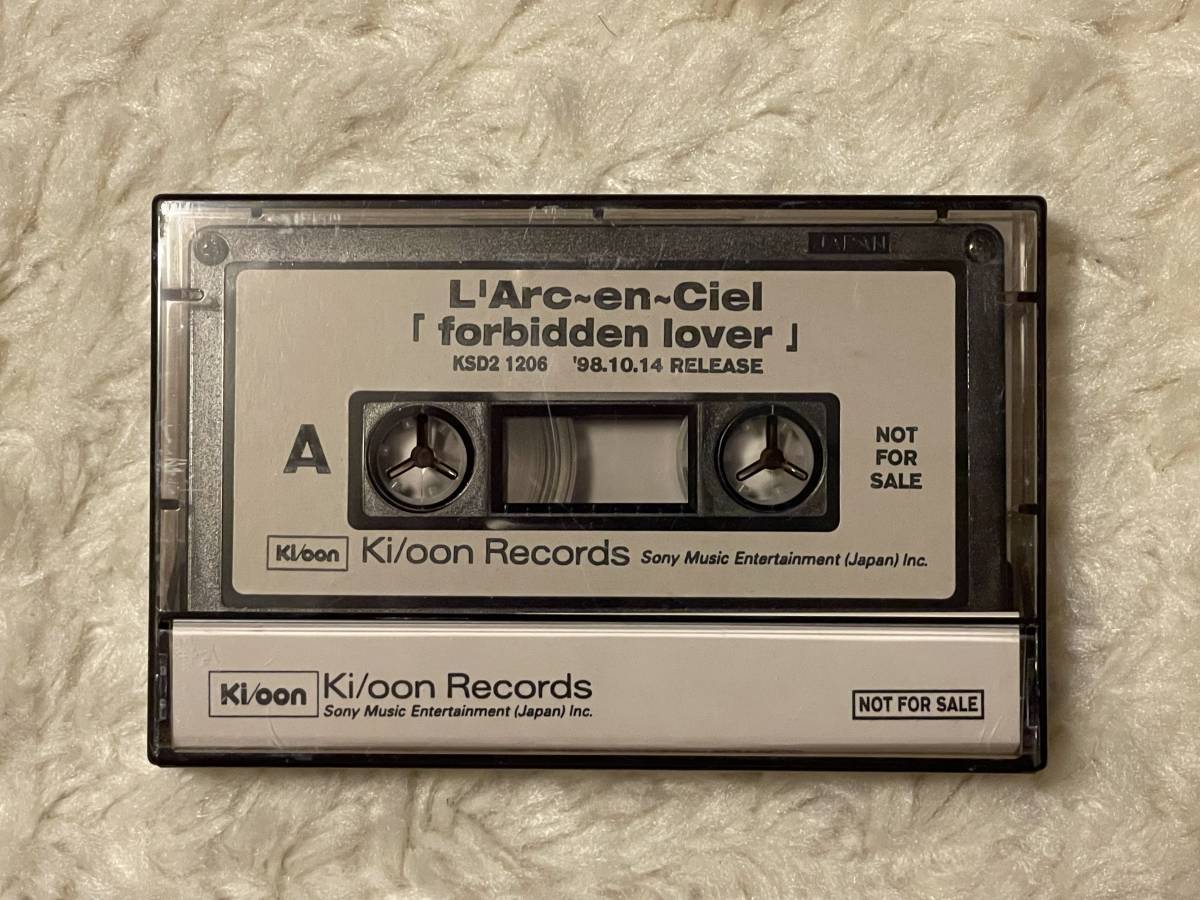 JAPAN
L'Arc~en~Ciel
「 forbidden lover 」
KSD2 1206 '98.10.14 RELEASE
A
NOT
FOR
SALE
Ki/oon Ki/oon Records Sony Music Entertainment (Japan) Inc.
Ki/oon Ki/oon Records
Sony Music Entertainment (Japan) Inc.
NOT FOR SALE